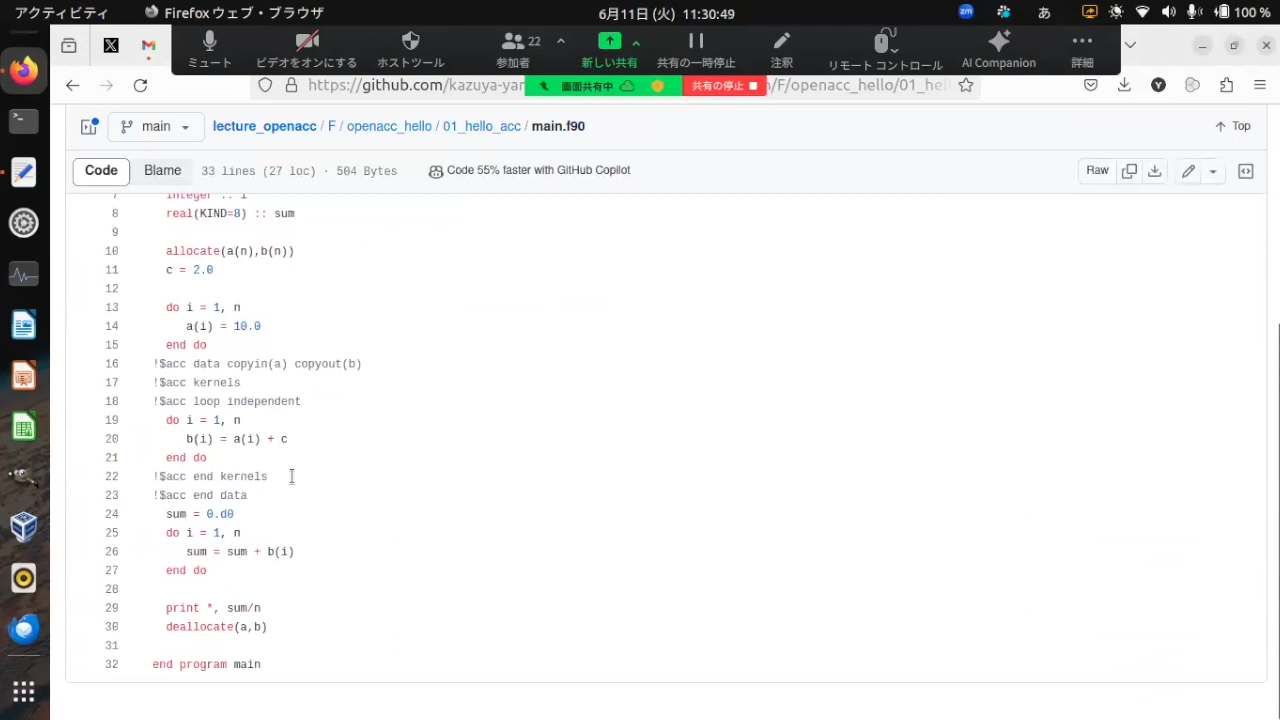 アクティビティ
Firefox ウェブ・ブラウザ
6月11日 (火) 11:30:49
zm
あ
100 %
ミュート
ビデオをオンにする
ホストツール
22
参加者
新しい共有
共有の一時停止
注釈
リモート コントロール
AI Companion
詳細
https://github.com/kazuya-yar
画面共有中
共有の停止
/F/openacc_hello/01_hell
main
lecture_openacc / F / openacc_hello / 01_hello_acc / main.f90
Top
Code
Blame
33 lines (27 loc) · 504 Bytes
Code 55% faster with GitHub Copilot
Raw
7 integer :: i
8 real(KIND=8) :: sum
9
10 allocate(a(n),b(n))
11 c = 2.0
12
13 do i = 1, n
14 a(i) = 10.0
15 end do
16 !$acc data copyin(a) copyout(b)
17 !$acc kernels
18 !$acc loop independent
19 do i = 1, n
20 b(i) = a(i) + c
21 end do
22 !$acc end kernels
23 !$acc end data
24 sum = 0.d0
25 do i = 1, n
26 sum = sum + b(i)
27 end do
28
29 print *, sum/n
30 deallocate(a,b)
31
32 end program main